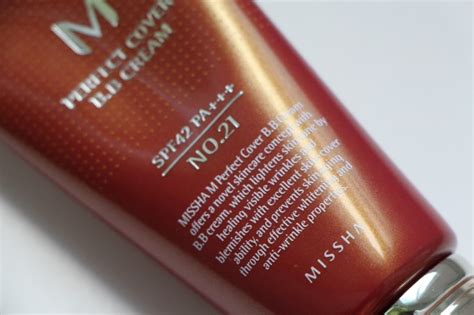 M
PERFECT COVER
B.B CREAM
SPF42 PA+++
NO.21
MISSHA M Perfect Cover B.B Cream
offers a novel skincare concept with
B.B cream, which lightens skin tone by
healing visible wrinkles and
blemishes with excellent skin cover
ability, and prevents skin aging
through effective whitening and
anti-wrinkle properties.
MISSHA